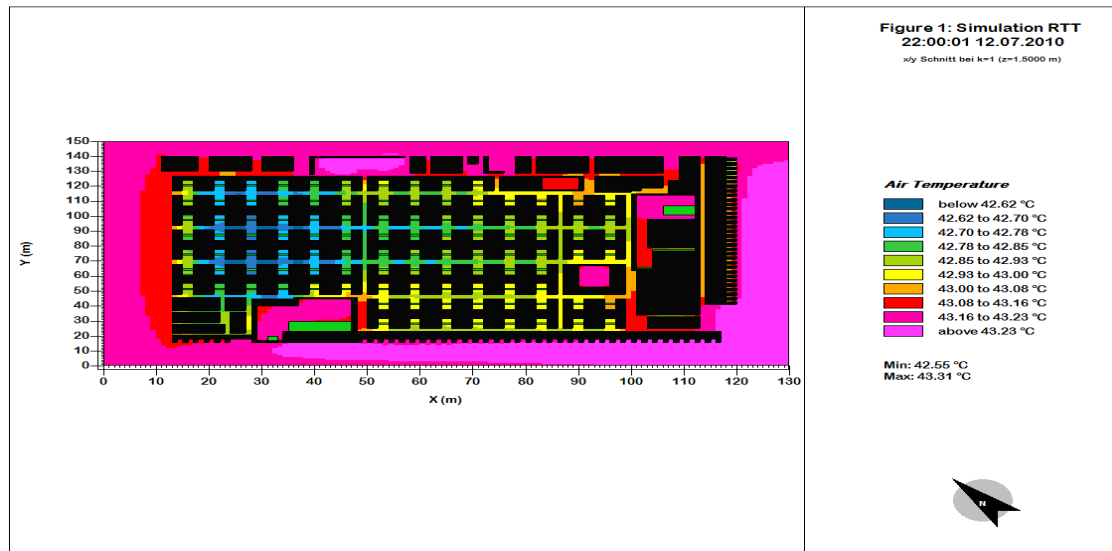 Figure 1: Simulation RTT
22:00:01 12.07.2010
x/y Schnitt bei k=1 (z=1.5000 m)
150
140
130
120
110
100
90
80
70
60
50
40
30
20
10
0
Y (m)
0 10 20 30 40 50 60 70 80 90 100 110 120 130
X (m)
Air Temperature
below 42.62 °C
42.62 to 42.70 °C
42.70 to 42.78 °C
42.78 to 42.85 °C
42.85 to 42.93 °C
42.93 to 43.00 °C
43.00 to 43.08 °C
43.08 to 43.16 °C
43.16 to 43.23 °C
above 43.23 °C
Min: 42.55 °C
Max: 43.31 °C
N